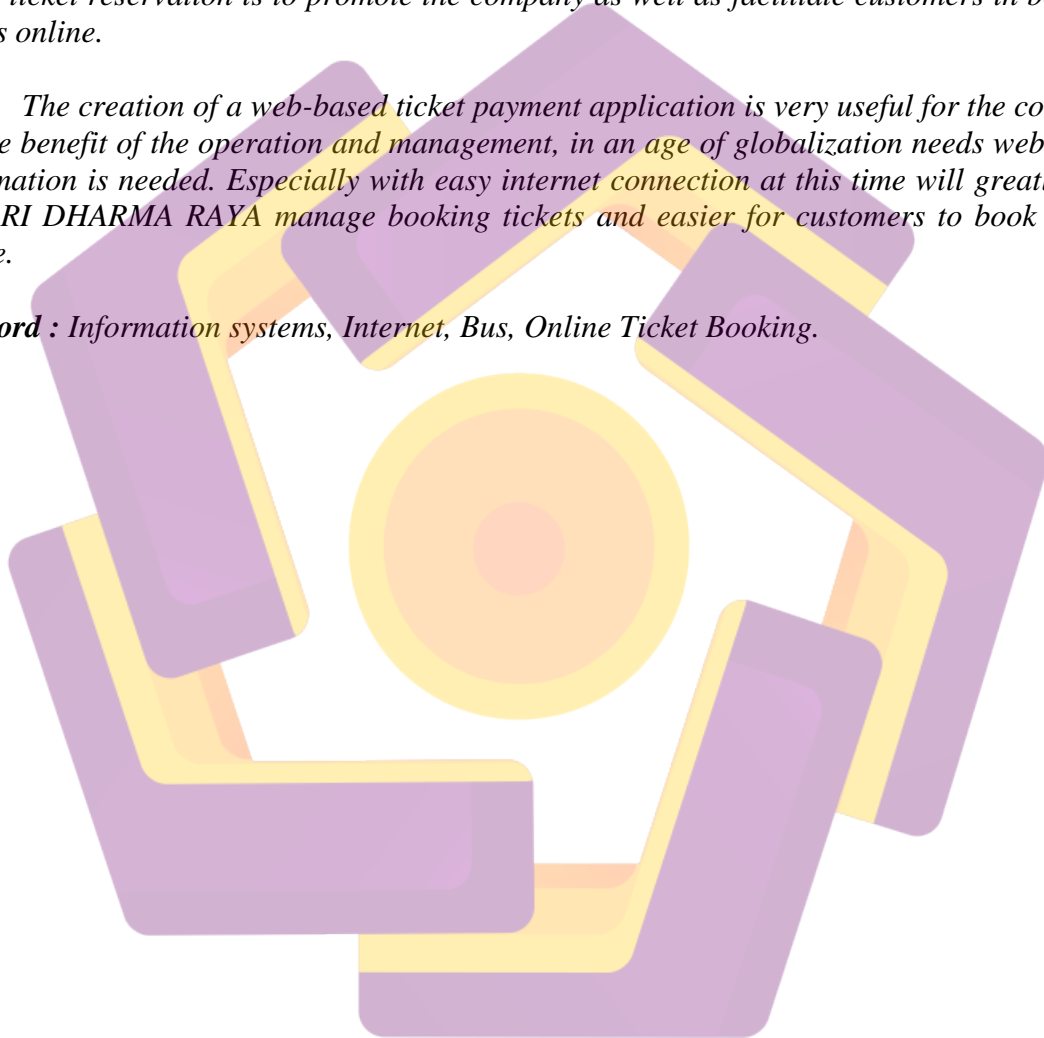 ticket reservation is to promote the company as well as facilitate customers in b
s online.
The creation of a web-based ticket payment application is very useful for the co
e benefit of the operation and management, in an age of globalization needs web
nation is needed. Especially with easy internet connection at this time will greatl
RI DHARMA RAYA manage booking tickets and easier for customers to book
e.
ord : Information systems, Internet, Bus, Online Ticket Booking.